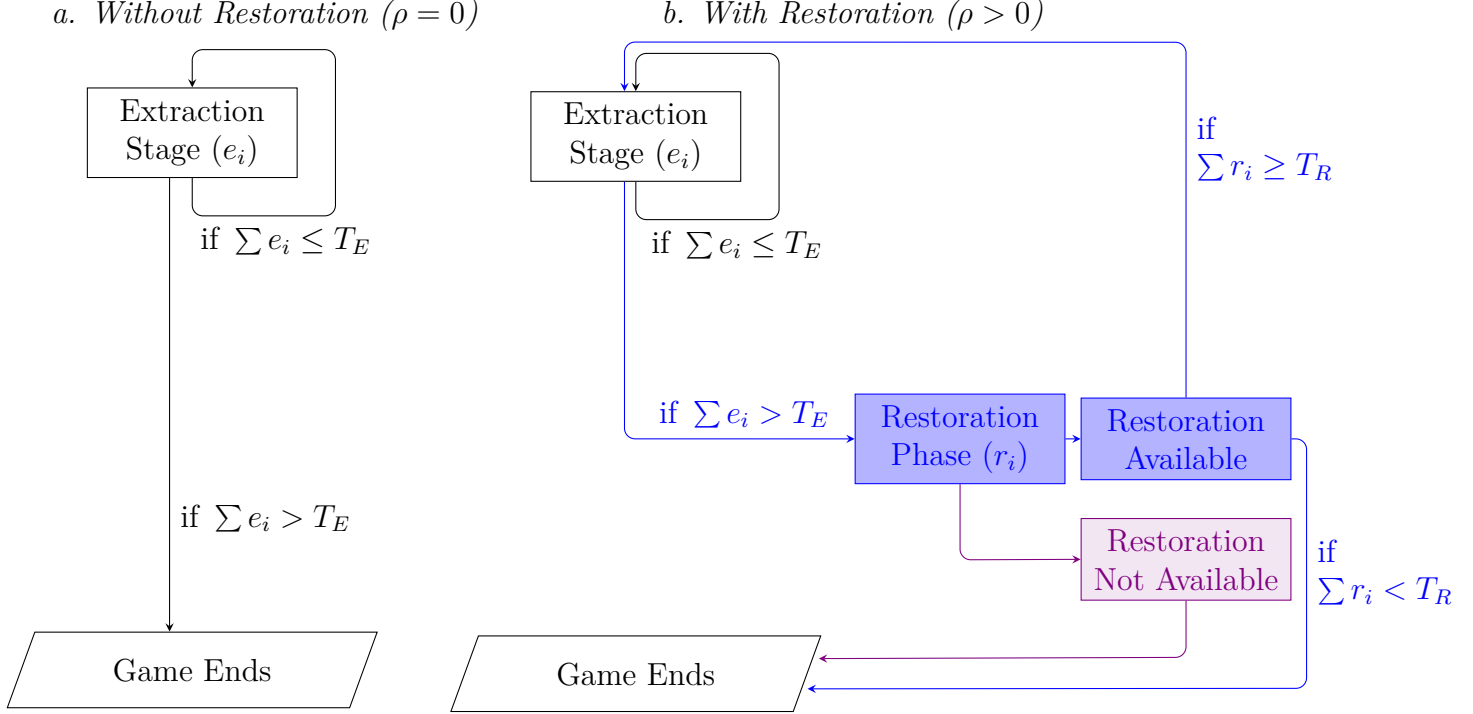 a. Without Restoration (ρ = 0)
Extraction
Stage (e_i)
if ∑ e_i ≤ T_E
if ∑ e_i > T_E
Game Ends
b. With Restoration (ρ > 0)
Extraction
Stage (e_i)
if ∑ e_i ≤ T_E
if
∑ r_i ≥ T_R
if ∑ e_i > T_E
Restoration
Phase (r_i)
Restoration
Available
Restoration
Not Available
if
∑ r_i < T_R
Game Ends